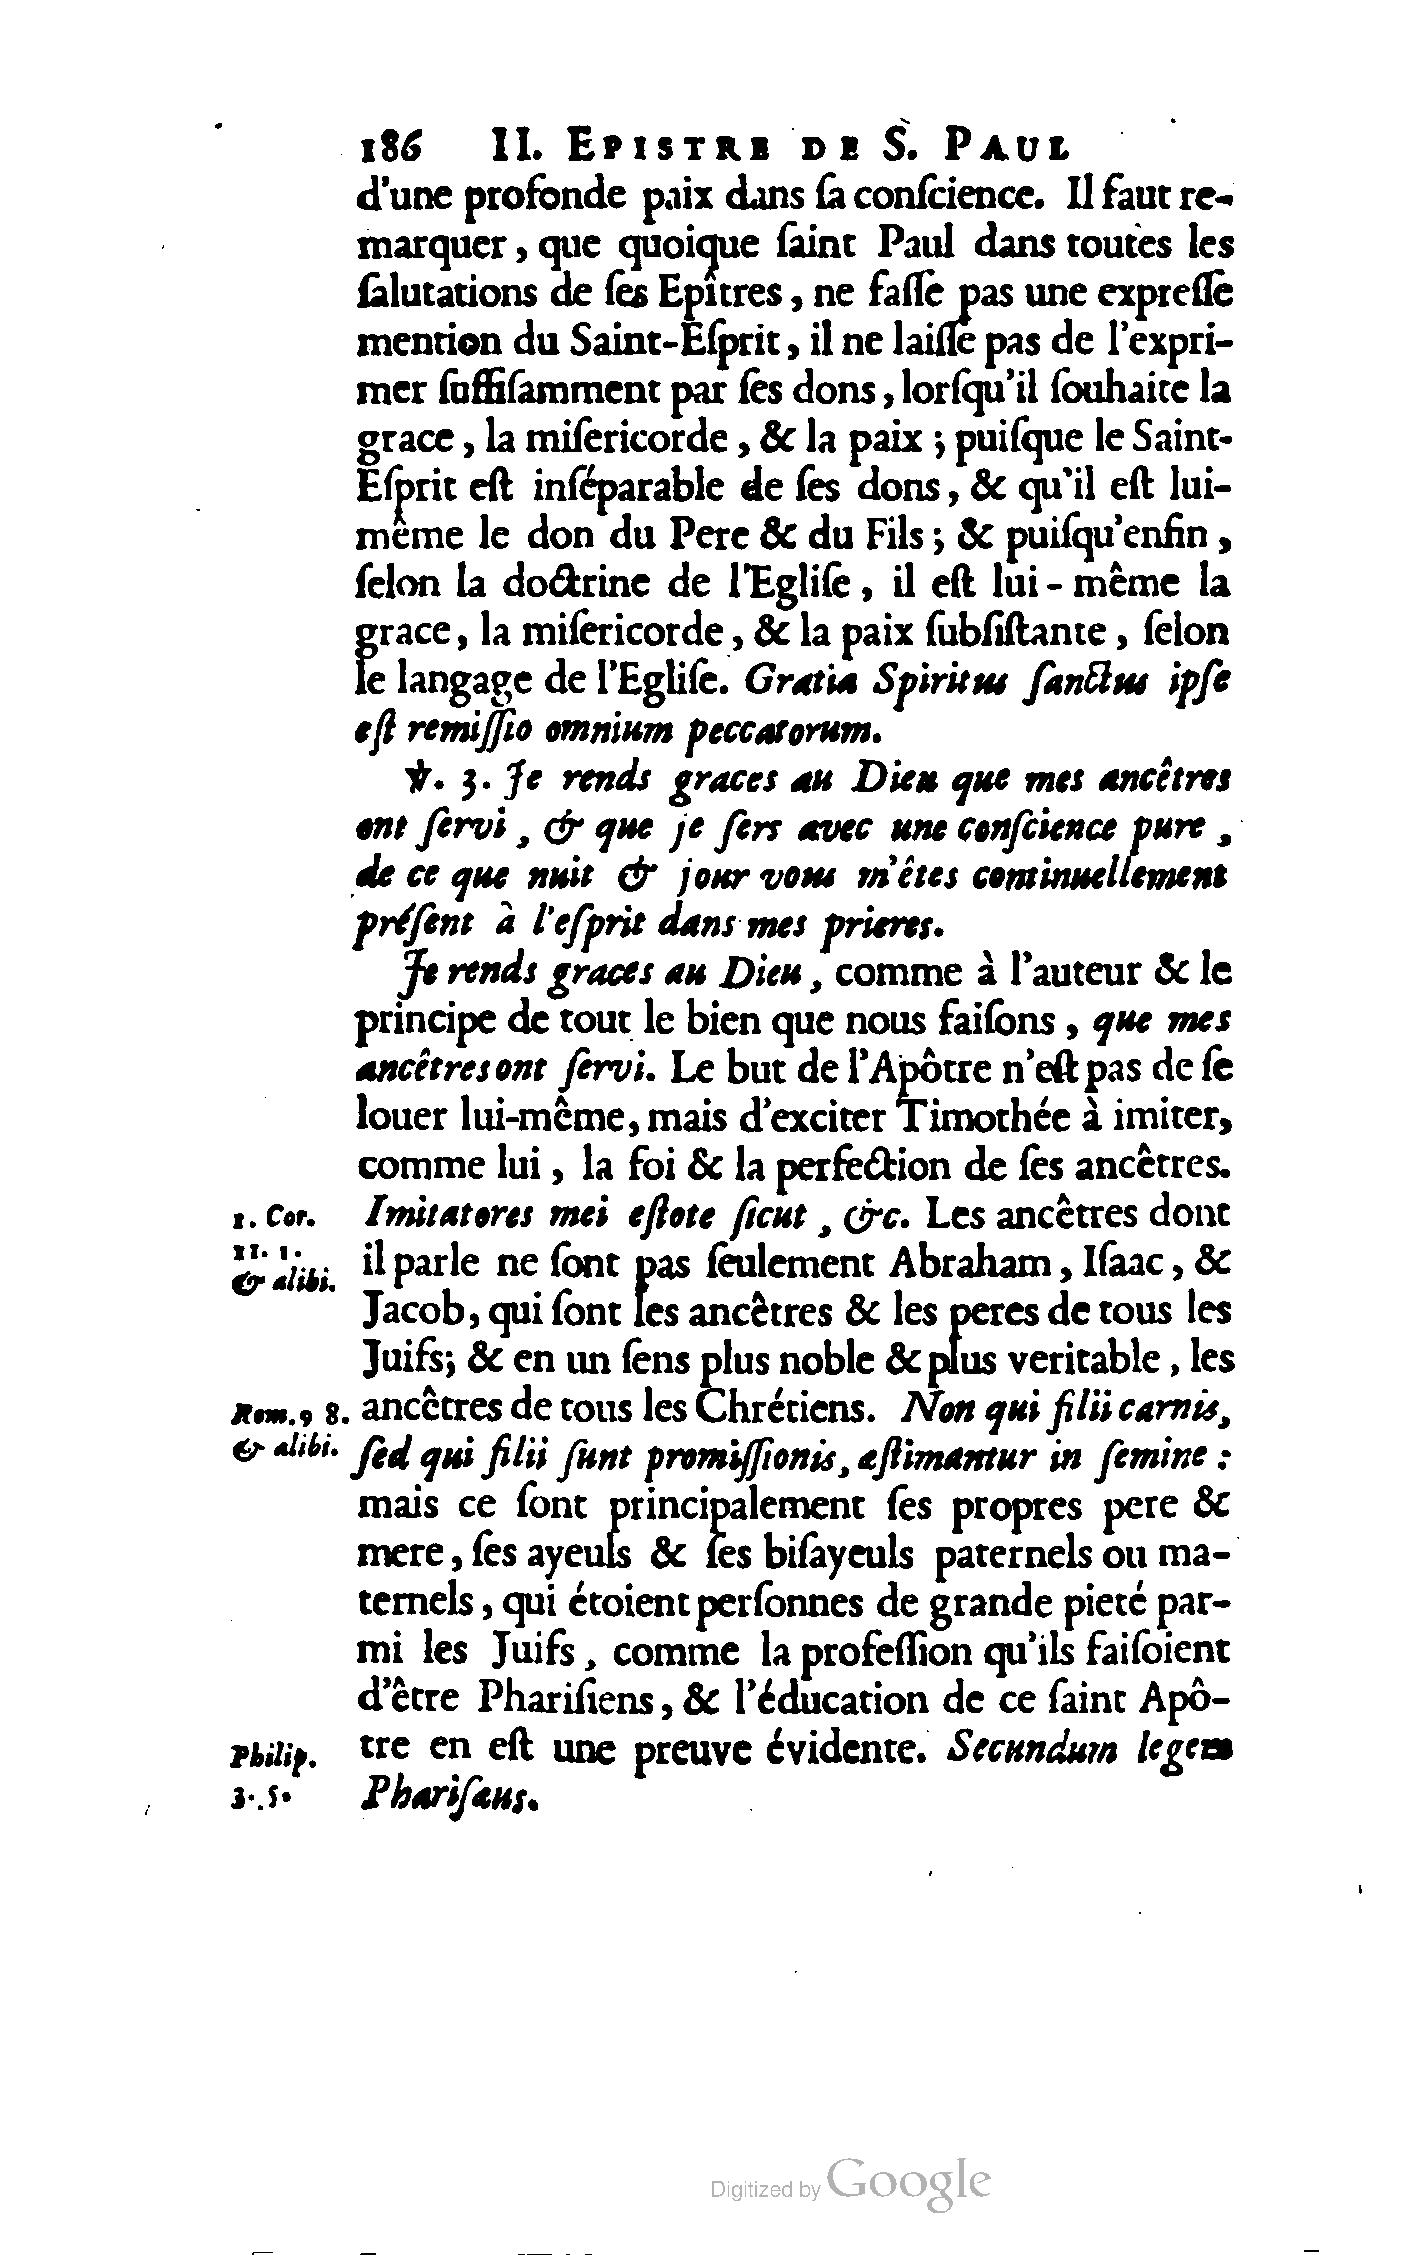 186 II. EPISTRE DE S. PAUL
d'une profonde paix dans ſa conſcience. Il faut re-
marquer, que quoique ſaint Paul dans toutes les
ſalutations de ſes Epîtres, ne faſſe pas une expreſſe
mention du Saint-Eſprit, il ne laiſſe pas de l'expri-
mer ſuffiſamment par ſes dons, lorſqu'il ſouhaite la
grace, la miſericorde, & la paix ; puiſque le Saint-
Eſprit eſt inſéparable de ſes dons, & qu'il eſt lui-
même le don du Pere & du Fils ; & puiſqu'enfin,
ſelon la doctrine de l'Egliſe, il eſt lui-même la
grace, la miſericorde, & la paix ſubſiſtante, ſelon
le langage de l'Egliſe. Gratia Spiritus ſanctus ipſe
eſt remiſſio omnium peccatorum.
℣. 3. Je rends graces au Dieu que mes ancêtres
ont ſervi, & que je ſers avec une conſcience pure,
de ce que nuit & jour vous m'êtes continuellement
préſent à l'eſprit dans mes prieres.
Je rends graces au Dieu, comme à l'auteur & le
principe de tout le bien que nous faiſons, que mes
ancêtres ont ſervi. Le but de l'Apôtre n'eſt pas de ſe
louer lui-même, mais d'exciter Timothée à imiter,
comme lui, la foi & la perfection de ſes ancêtres.
1. Cor. Imitatores mei eſtote ſicut, &c. Les ancêtres dont
11. 1. il parle ne ſont pas ſeulement Abraham, Iſaac, &
& alibi. Jacob, qui ſont les ancêtres & les peres de tous les
Juifs; & en un ſens plus noble & plus veritable, les
Rom. 9 8. ancêtres de tous les Chrétiens. Non qui filii carnis,
& alibi. ſed qui filii ſunt promiſſionis, æſtimantur in ſemine :
mais ce ſont principalement ſes propres pere &
mere, ſes ayeuls & ſes biſayeuls paternels ou ma-
ternels, qui étoient perſonnes de grande pieté par-
mi les Juifs, comme la profeſſion qu'ils faiſoient
d'être Phariſiens, & l'éducation de ce ſaint Apô-
Philip. tre en eſt une preuve évidente. Secundum legem
3. 5. Phariſæus.
Digitized by Google